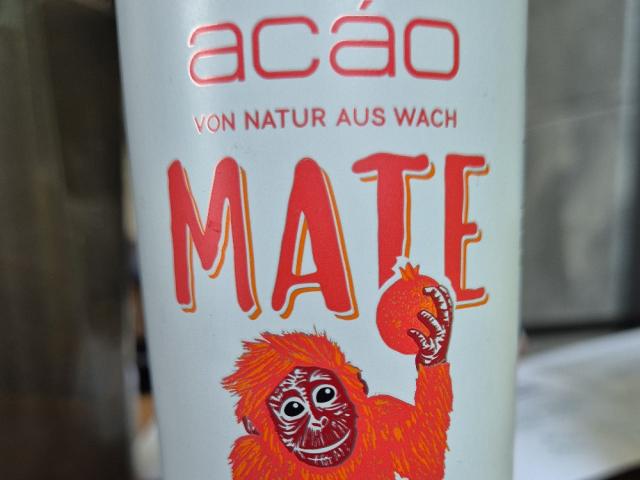 acáo
VON NATUR AUS WACH
MATE